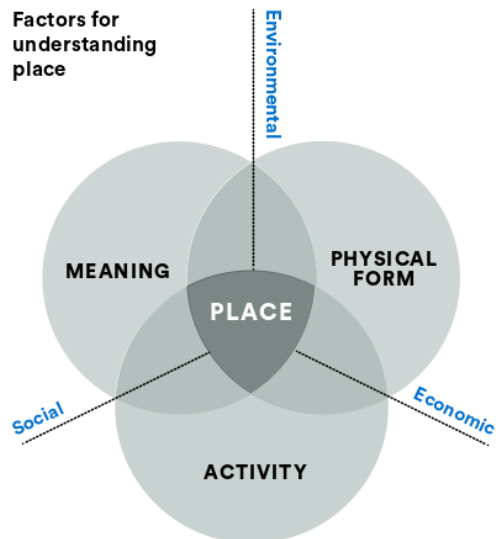 Factors for
understanding
place
Environmental
MEANING
PHYSICAL
FORM
PLACE
Social
Economic
ACTIVITY